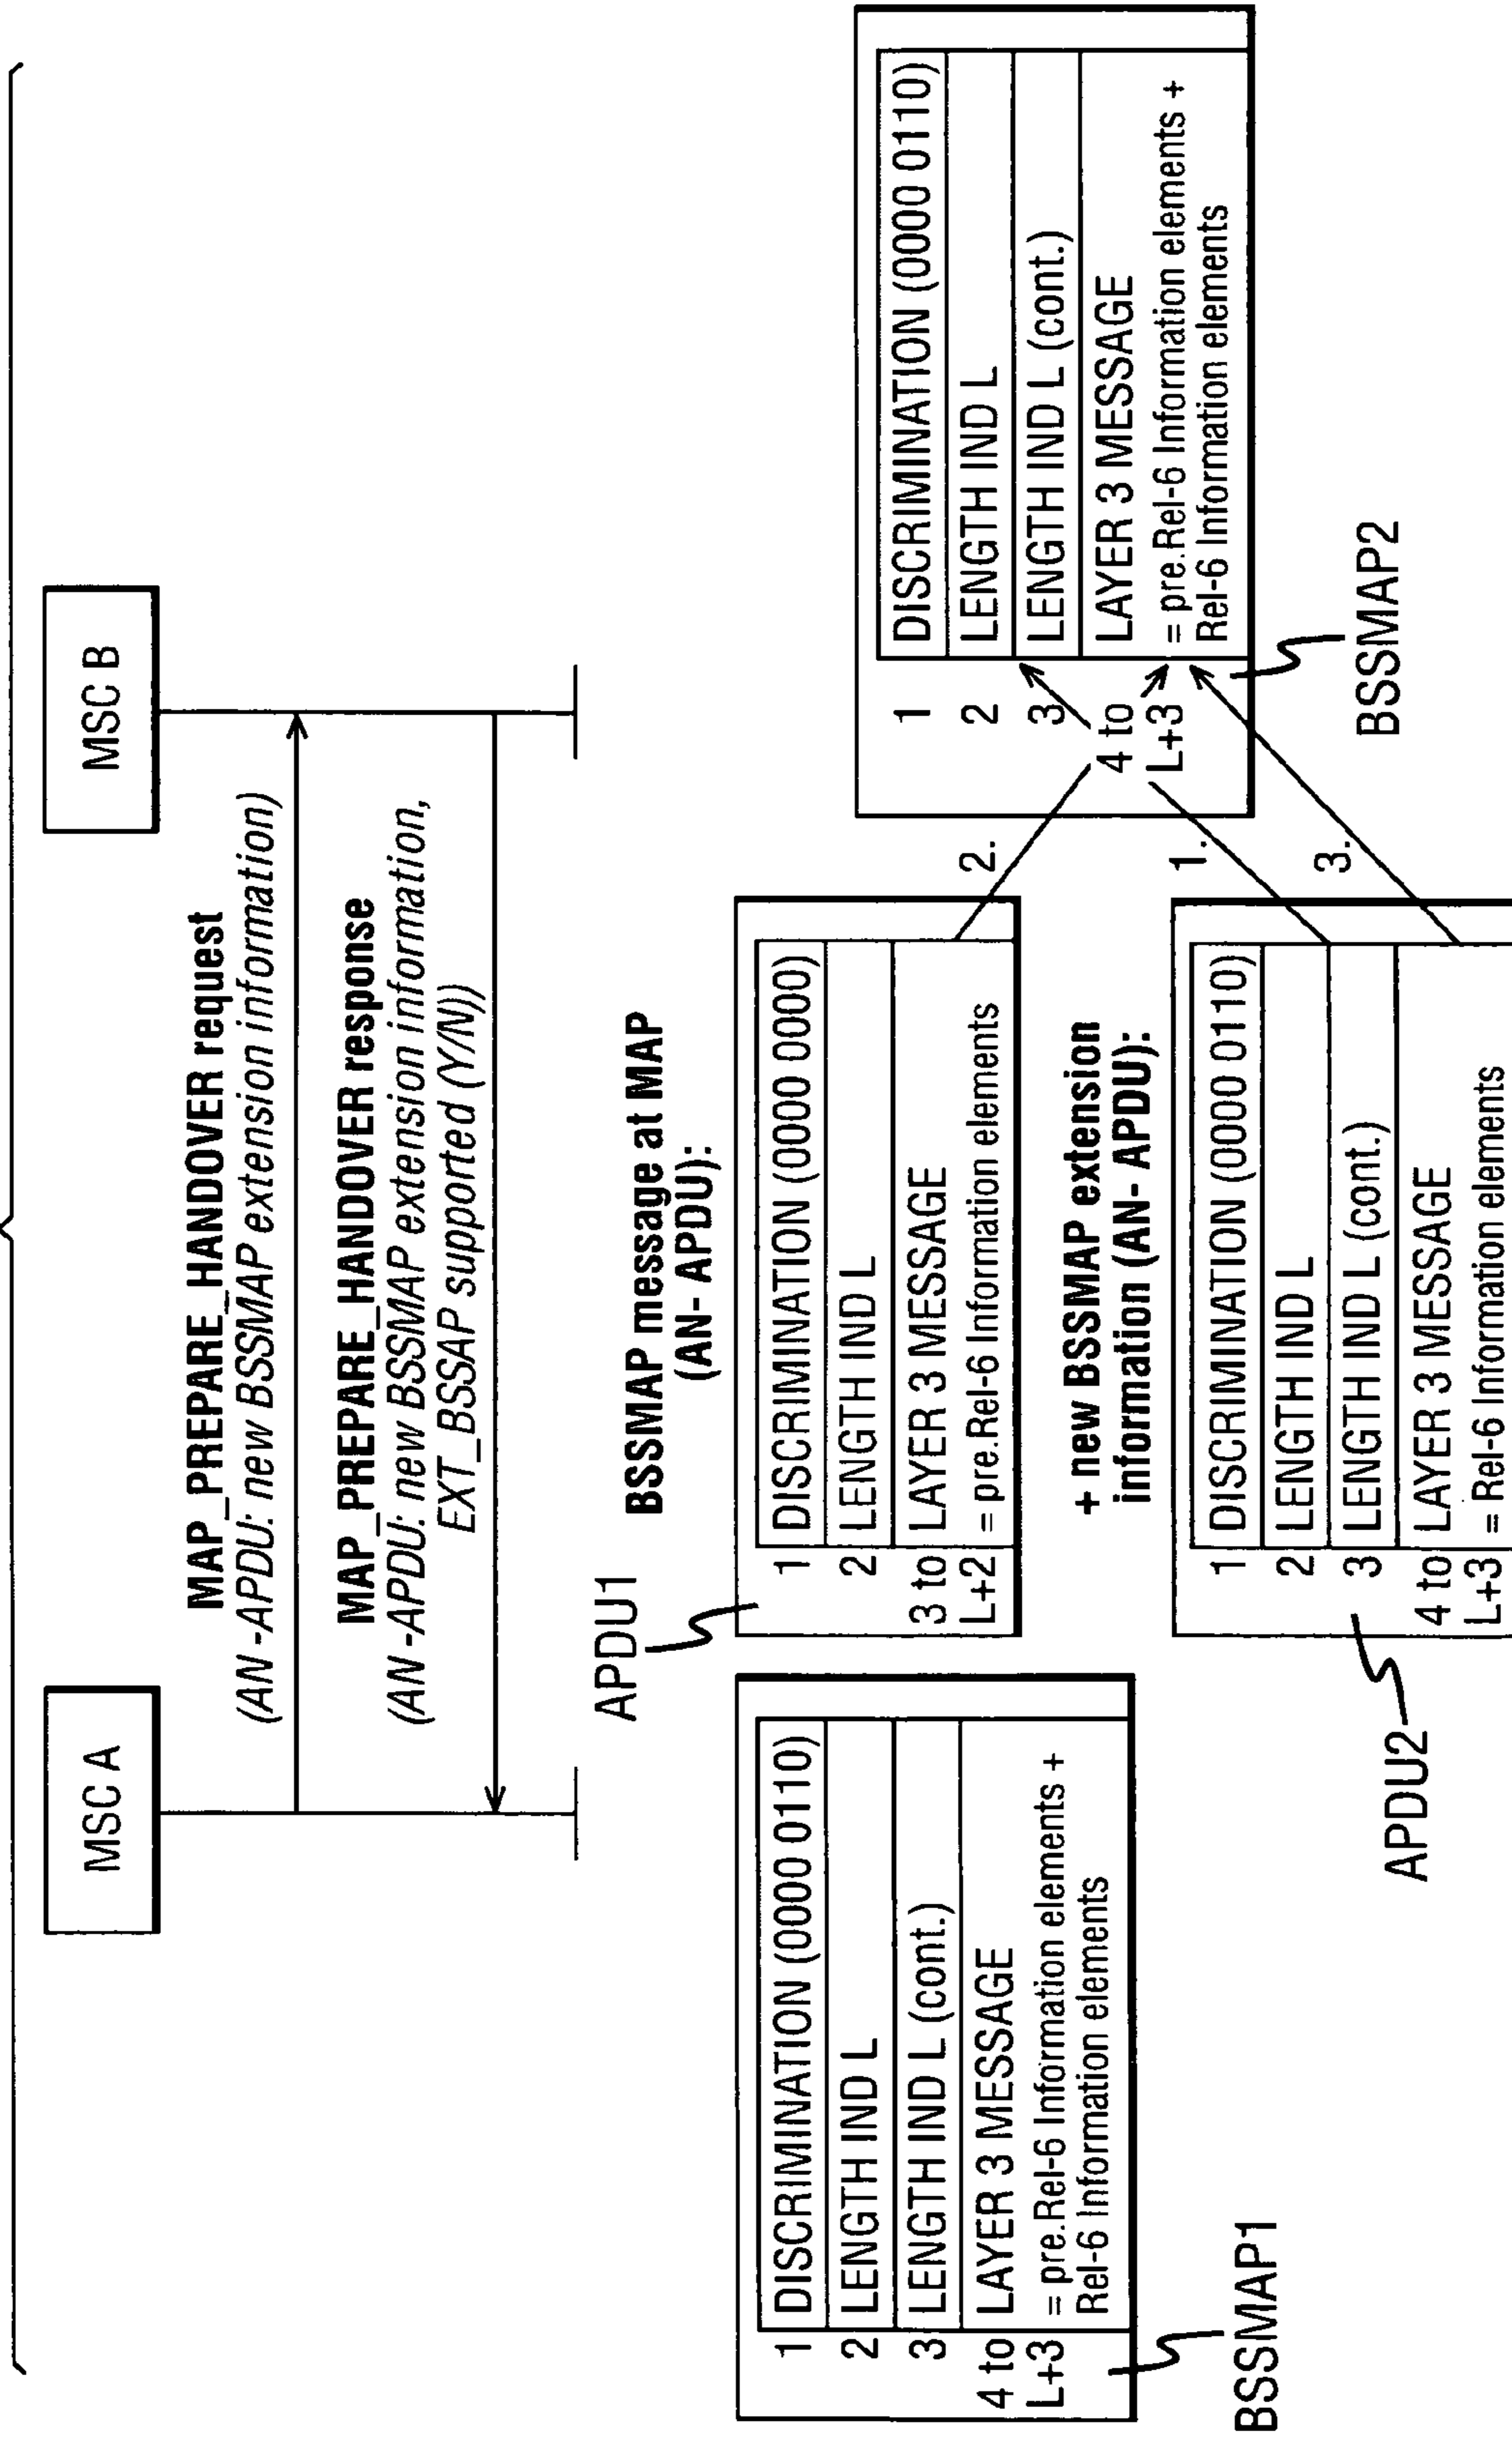 MSC A
MSC B
MAP_PREPARE_HANDOVER request
(AN -APDU: new BSSMAP extension information)
MAP_PREPARE_HANDOVER response
(AN -APDU: new BSSMAP extension information,
EXT_BSSAP supported (Y/N))
BSSMAP1
1 DISCRIMINATION (0000 0110)
2 LENGTH IND L
3 LENGTH IND L (cont.)
4 to LAYER 3 MESSAGE
L+3 = pre.Rel-6 Information elements +
Rel-6 Information elements
APDU1
BSSMAP message at MAP
(AN- APDU):
1 DISCRIMINATION (0000 0000)
2 LENGTH IND L
3 to LAYER 3 MESSAGE
L+2 = pre.Rel-6 Information elements
+ new BSSMAP extension
information (AN- APDU):
APDU2
1 DISCRIMINATION (0000 0110)
2 LENGTH IND L
3 LENGTH IND L (cont.)
4 to LAYER 3 MESSAGE
L+3 = Rel-6 Information elements
2.
1.
3.
1 DISCRIMINATION (0000 0110)
2 LENGTH IND L
3 LENGTH IND L (cont.)
4 to LAYER 3 MESSAGE
L+3 = pre.Rel-6 Information elements +
Rel-6 Information elements
BSSMAP2